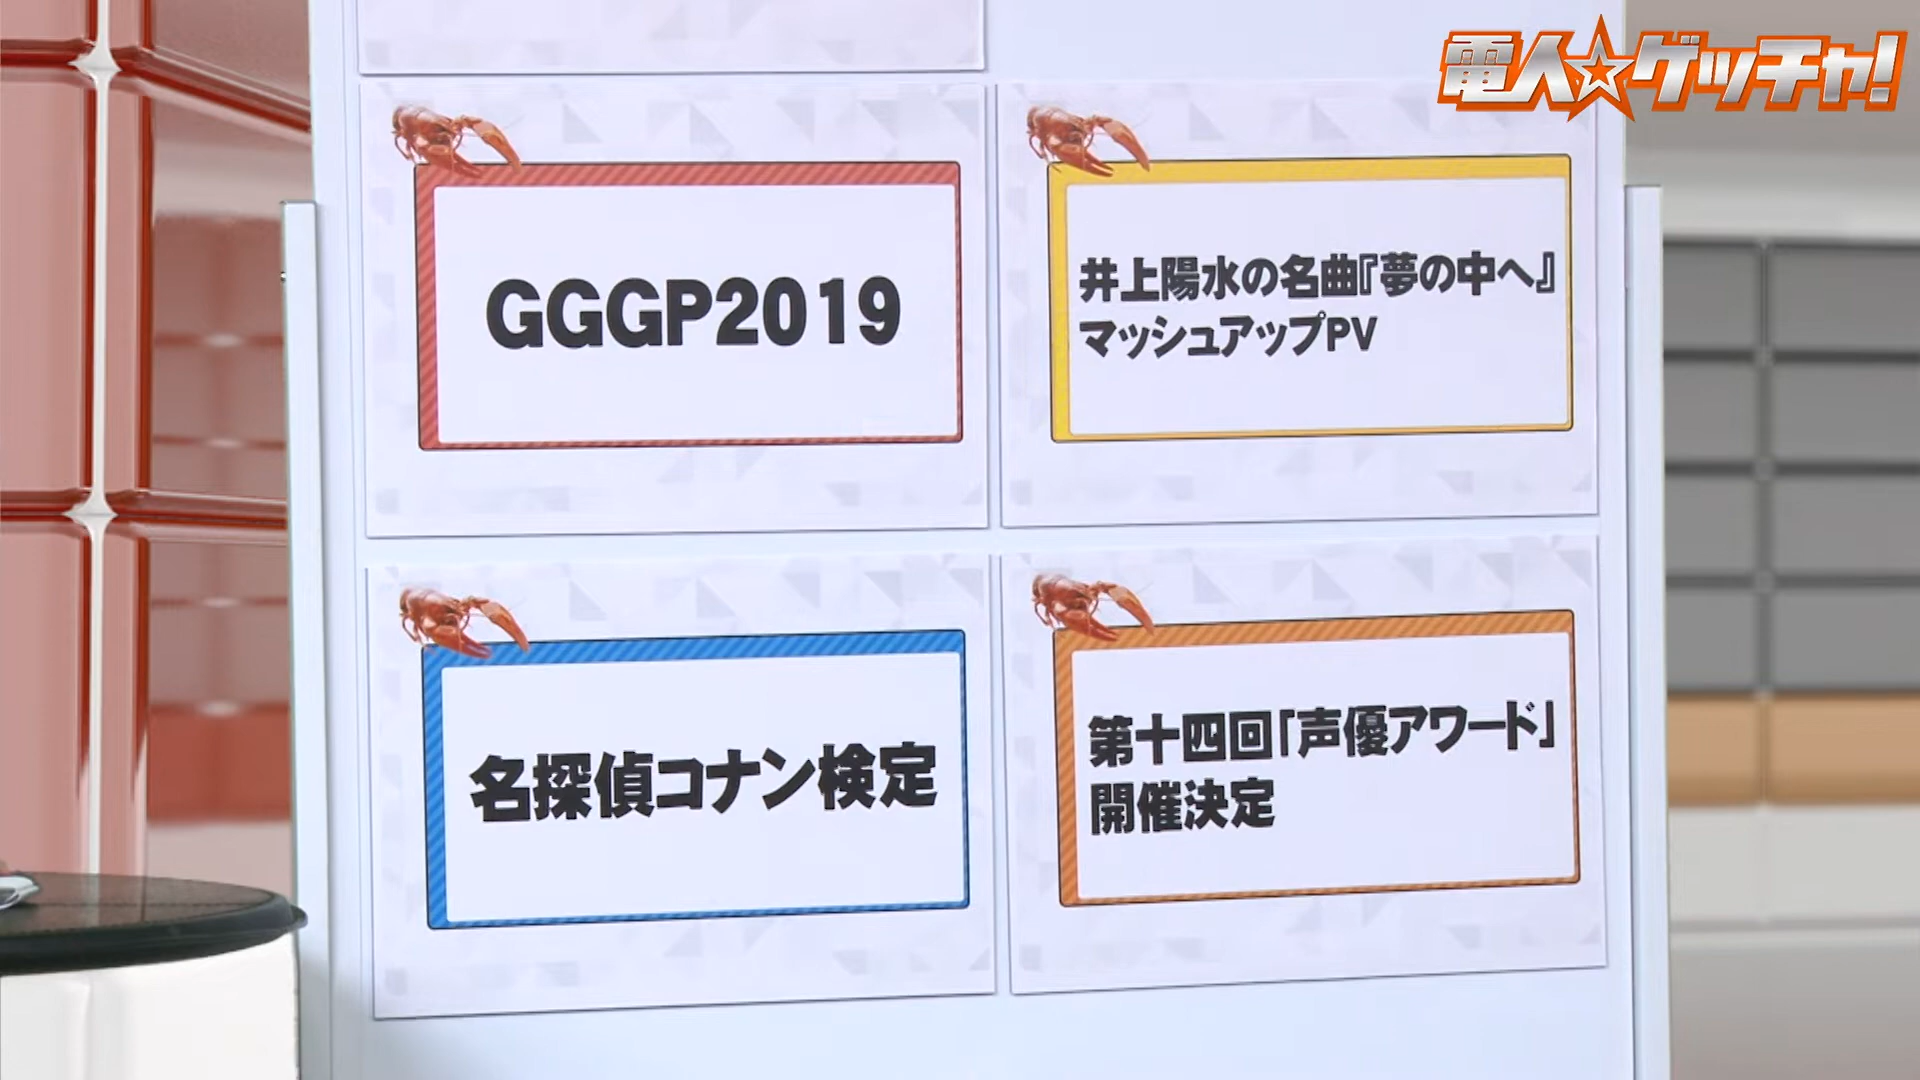 電人☆ゲッチャ!
GGGP2019
井上陽水の名曲『夢の中へ』
マッシュアップPV
名探偵コナン検定
第十四回「声優アワード」
開催決定